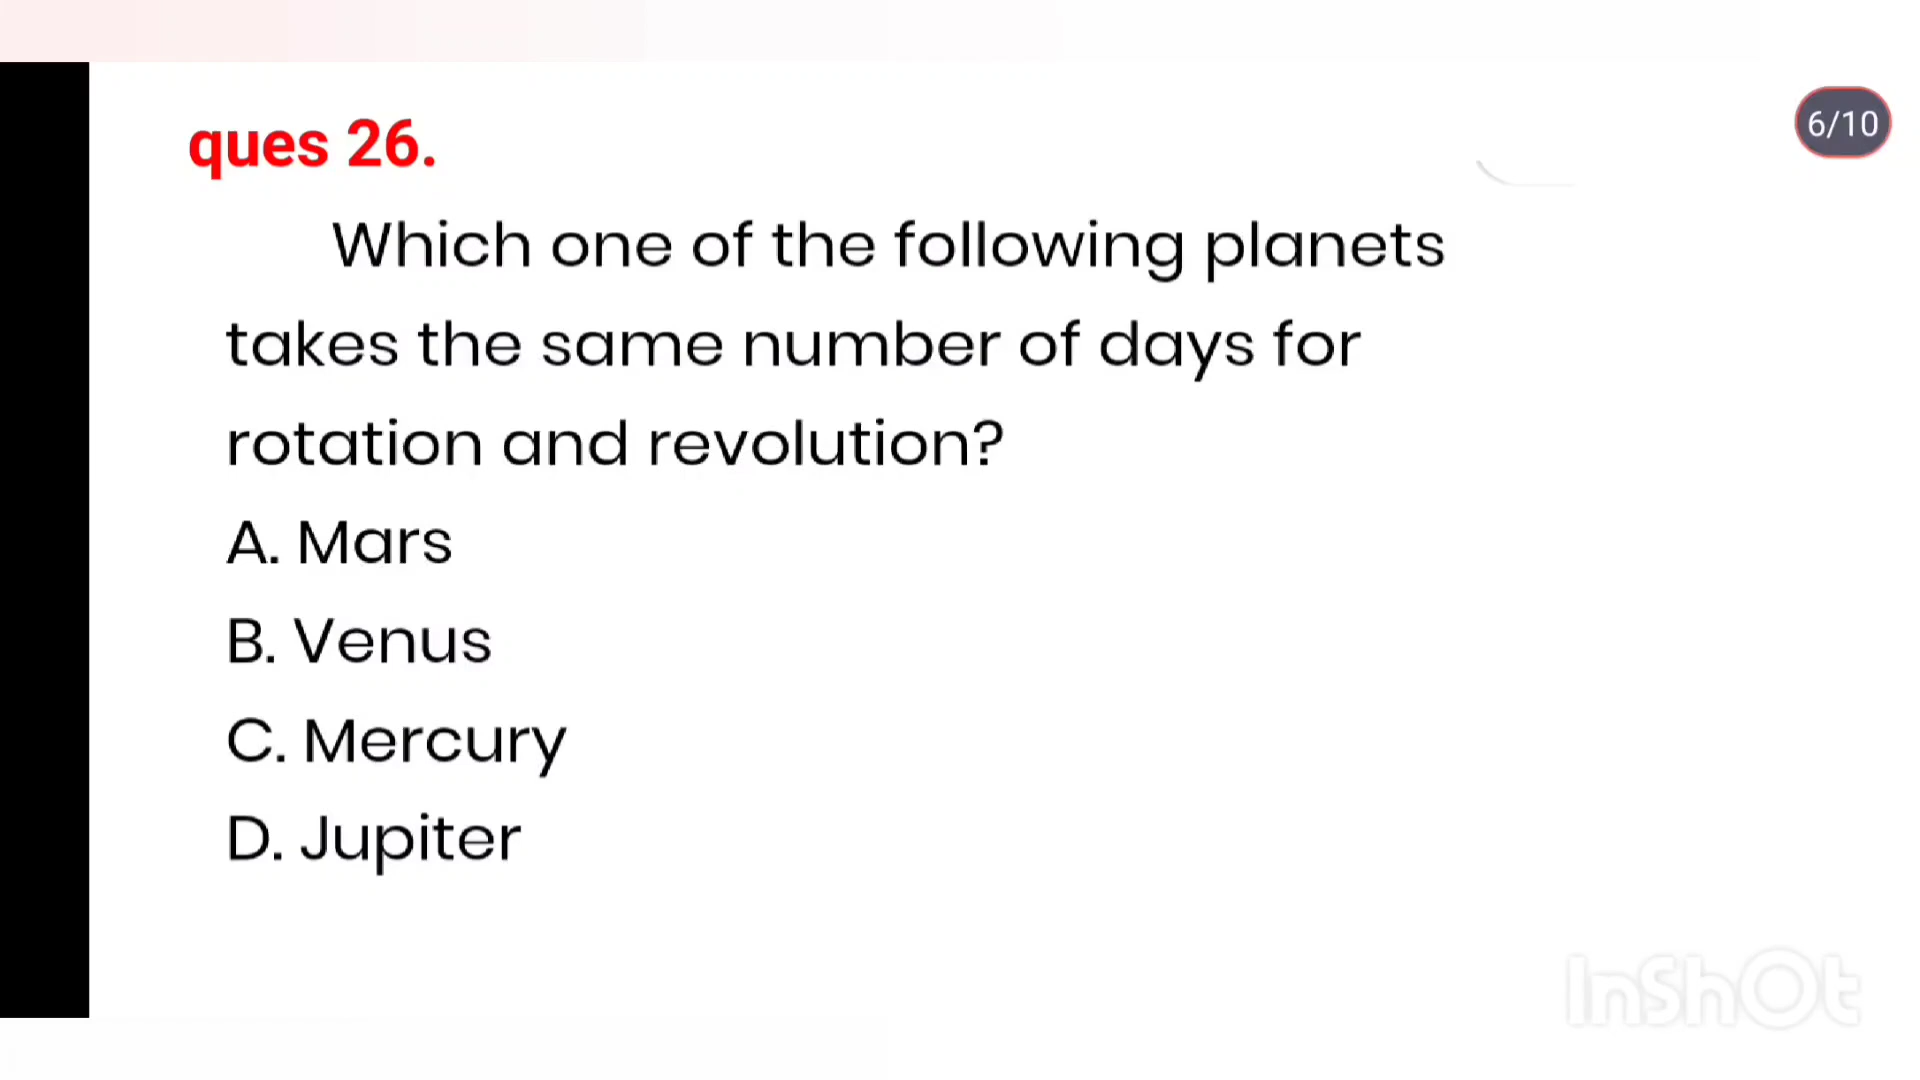 ques 26.
6/10
Which one of the following planets
takes the same number of days for
rotation and revolution?
A. Mars
B. Venus
C. Mercury
D. Jupiter
InShOt